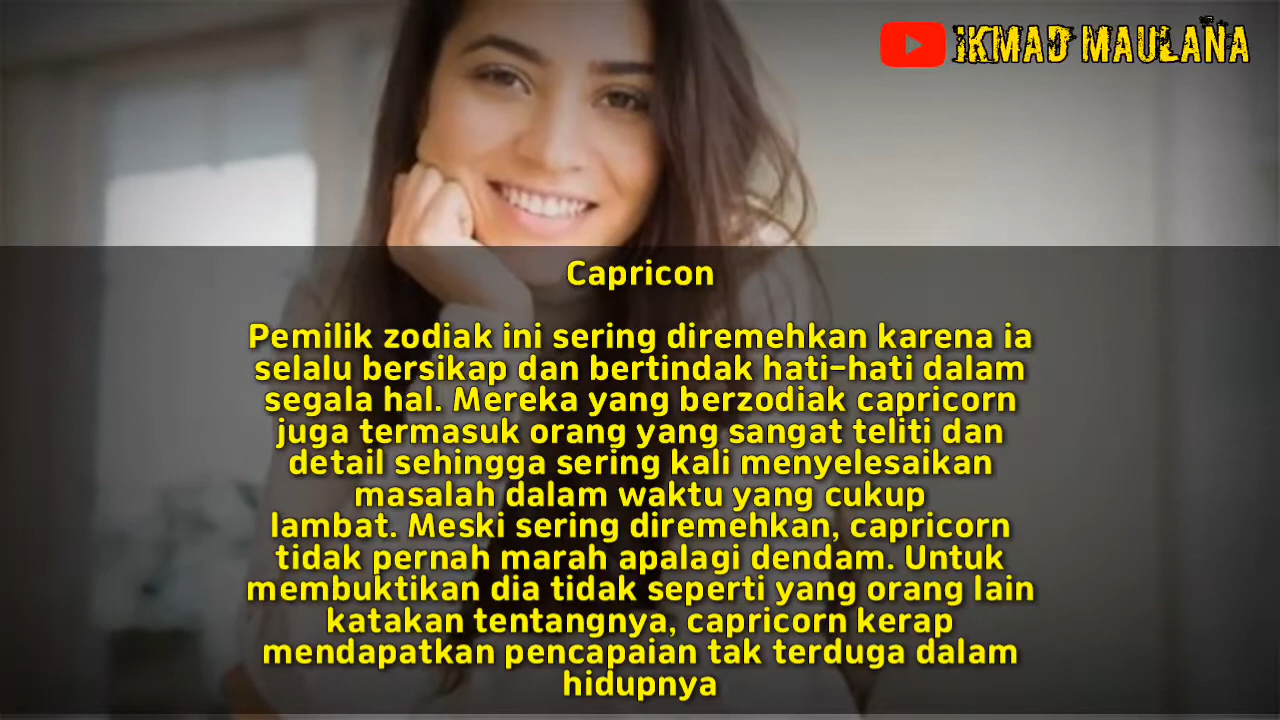 IKMAD MAULANA
Capricon
Pemilik zodiak ini sering diremehkan karena ia
selalu bersikap dan bertindak hati-hati dalam
segala hal. Mereka yang berzodiak capricorn
juga termasuk orang yang sangat teliti dan
detail sehingga sering kali menyelesaikan
masalah dalam waktu yang cukup
lambat. Meski sering diremehkan, capricorn
tidak pernah marah apalagi dendam. Untuk
membuktikan dia tidak seperti yang orang lain
katakan tentangnya, capricorn kerap
mendapatkan pencapaian tak terduga dalam
hidupnya